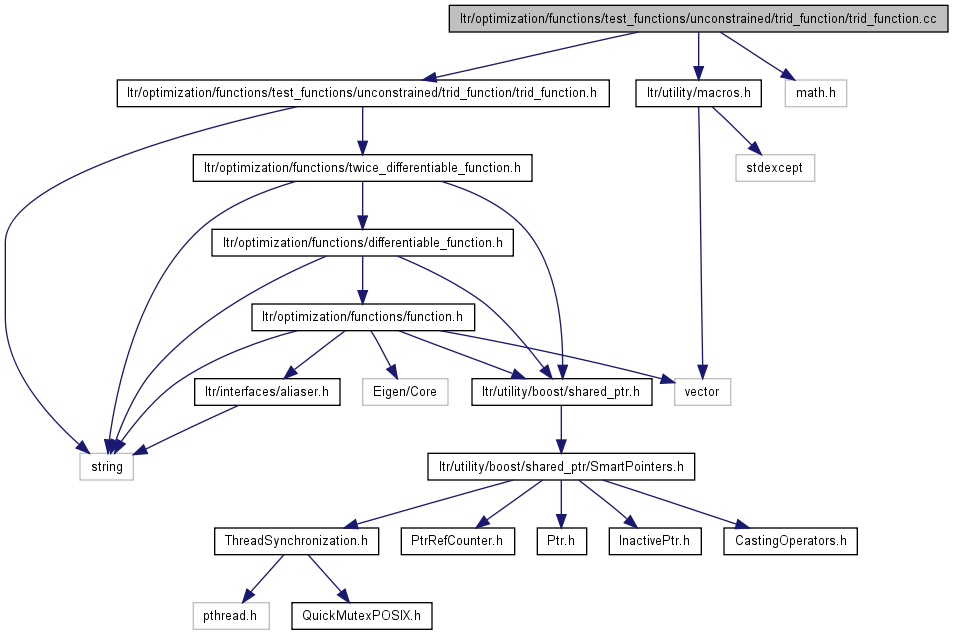 ltr/optimization/functions/test_functions/unconstrained/trid_function/trid_function.cc
ltr/optimization/functions/test_functions/unconstrained/trid_function/trid_function.h
ltr/utility/macros.h
math.h
ltr/optimization/functions/twice_differentiable_function.h
stdexcept
ltr/optimization/functions/differentiable_function.h
ltr/optimization/functions/function.h
ltr/interfaces/aliaser.h
Eigen/Core
ltr/utility/boost/shared_ptr.h
vector
string
ltr/utility/boost/shared_ptr/SmartPointers.h
ThreadSynchronization.h
PtrRefCounter.h
Ptr.h
InactivePtr.h
CastingOperators.h
pthread.h
QuickMutexPOSIX.h